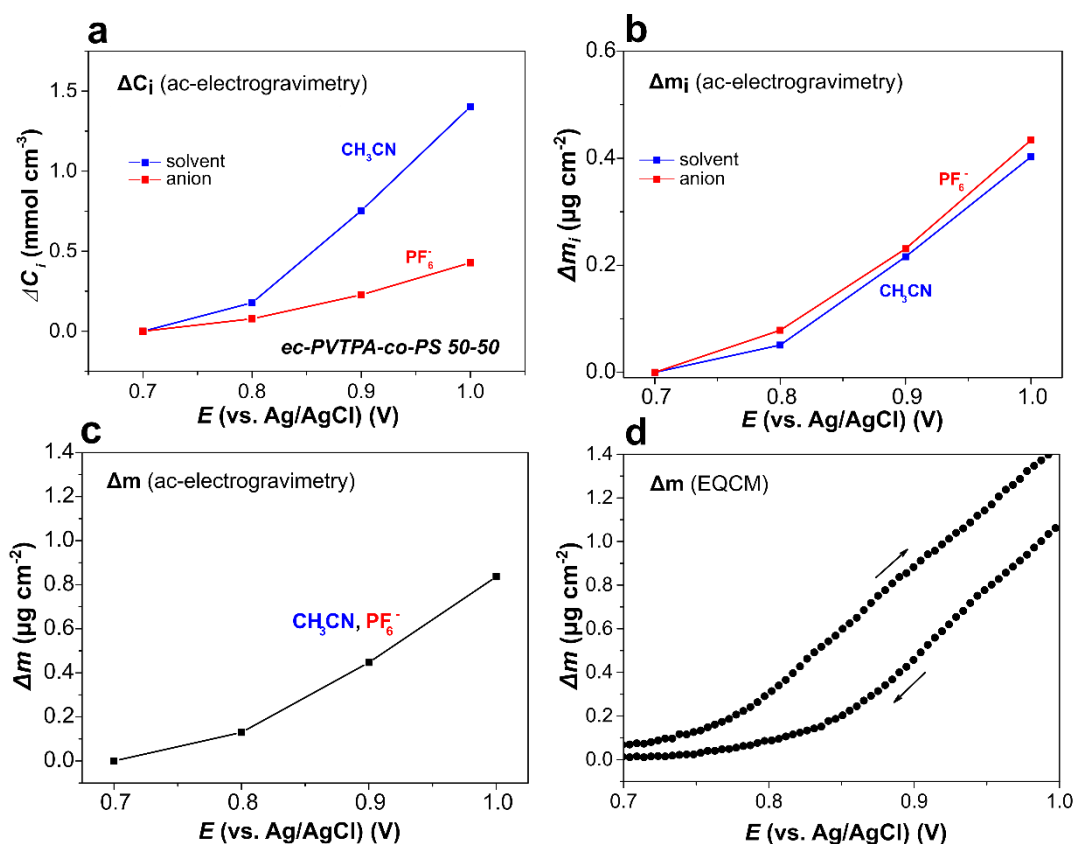 a
ΔCi (ac-electrogravimetry)
ΔCi (mmol cm⁻³)
1.5
1.0
0.5
0.0
solvent
anion
CH₃CN
PF₆⁻
ec-PVTPA-co-PS 50-50
0.7 0.8 0.9 1.0
E (vs. Ag/AgCl) (V)
b
Δmi (ac-electrogravimetry)
Δmi (µg cm⁻²)
0.6
0.4
0.2
0.0
solvent
anion
PF₆⁻
CH₃CN
0.7 0.8 0.9 1.0
E (vs. Ag/AgCl) (V)
c
Δm (ac-electrogravimetry)
Δm (µg cm⁻²)
1.4
1.2
1.0
0.8
0.6
0.4
0.2
0.0
CH₃CN, PF₆⁻
0.7 0.8 0.9 1.0
E (vs. Ag/AgCl) (V)
d
Δm (EQCM)
Δm (µg cm⁻²)
1.4
1.2
1.0
0.8
0.6
0.4
0.2
0.0
0.7 0.8 0.9 1.0
E (vs. Ag/AgCl) (V)